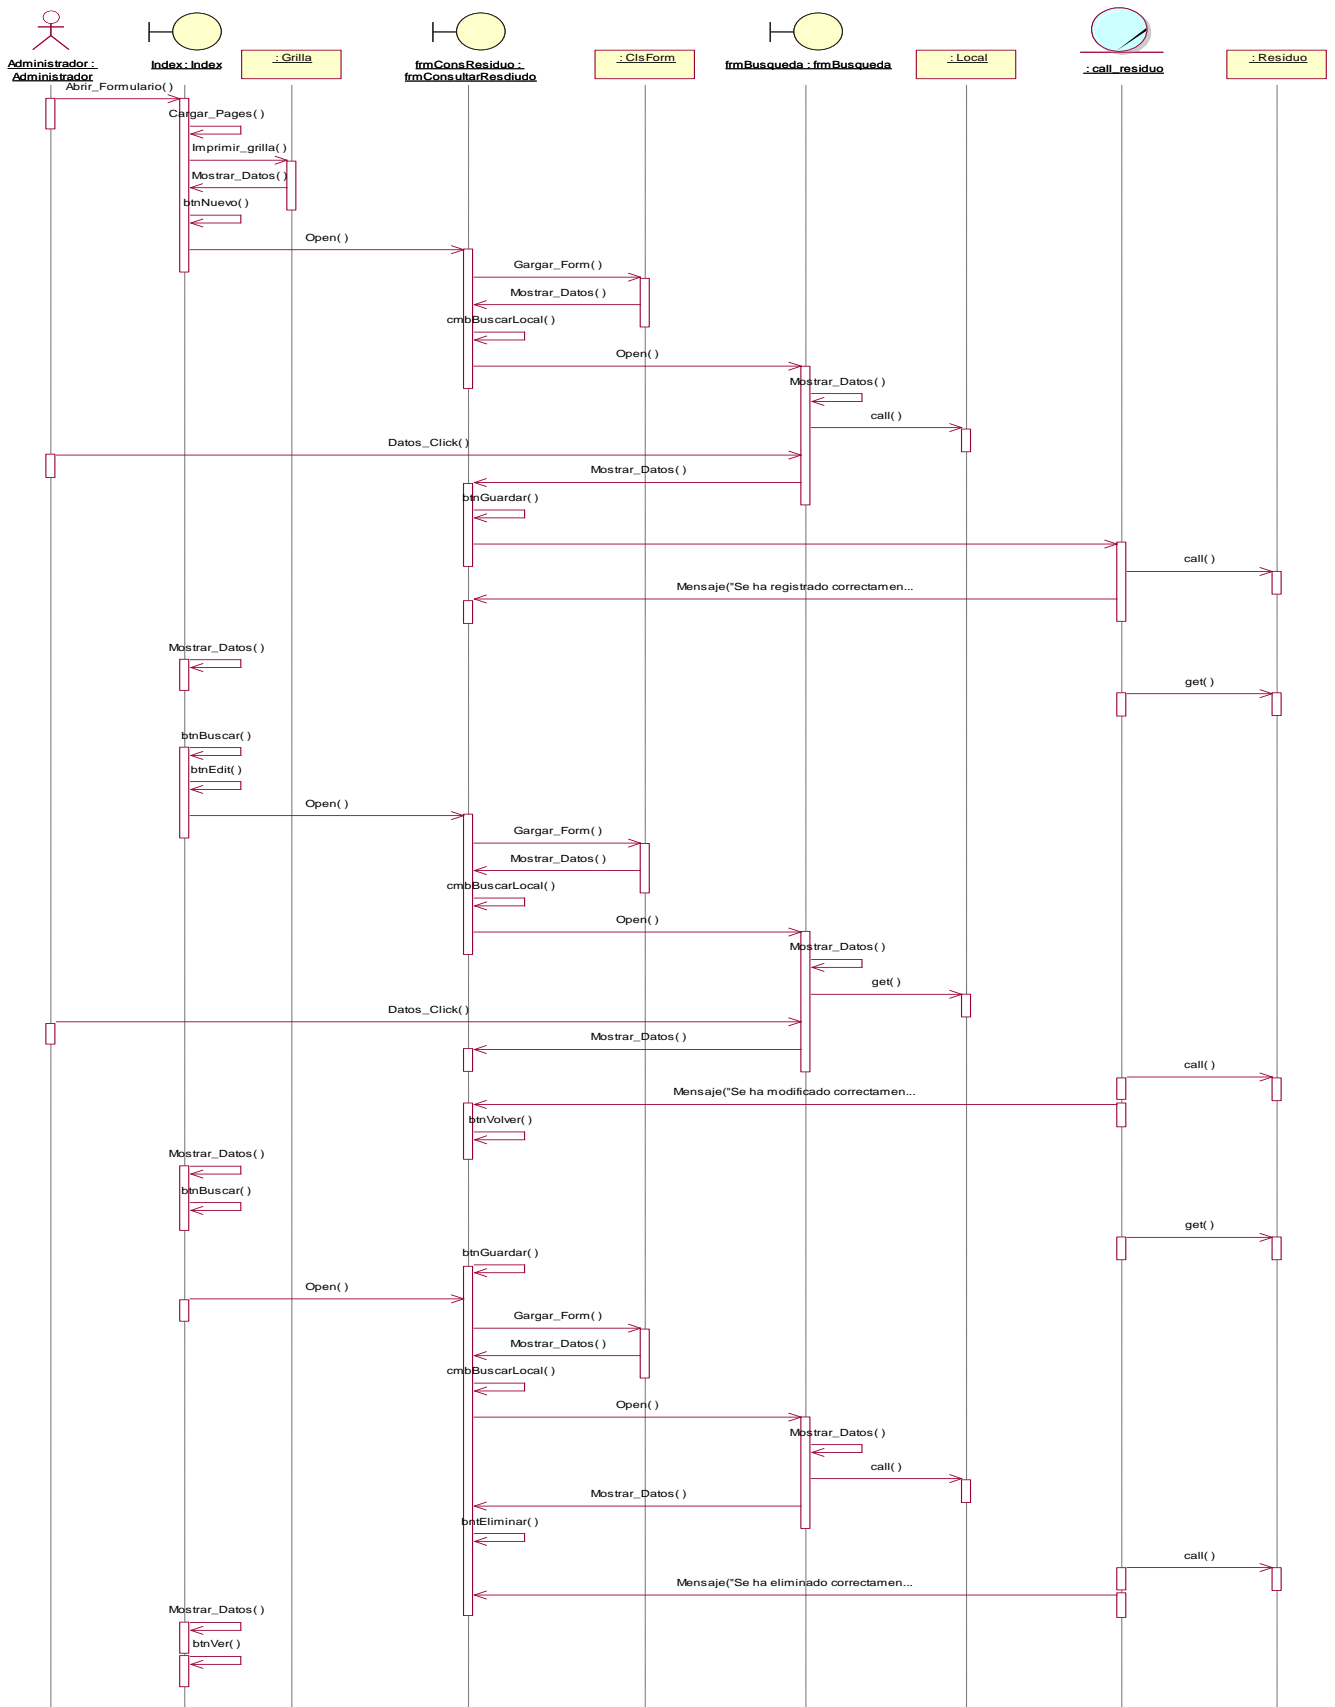 Administrador :
Administrador
Index : Index
: Grilla
frmConsResiduo :
frmConsultarResdiudo
: ClsForm
frmBusqueda : frmBusqueda
: Local
: call_residuo
: Residuo
Abrir_Formulario( )
Cargar_Pages( )
Imprimir_grilla( )
Mostrar_Datos( )
btnNuevo( )
Open( )
Gargar_Form( )
Mostrar_Datos( )
cmbBuscarLocal( )
Open( )
Mostrar_Datos( )
call( )
Datos_Click( )
Mostrar_Datos( )
btnGuardar( )
call( )
Mensaje("Se ha registrado correctamen...
Mostrar_Datos( )
get( )
btnBuscar( )
btnEdit( )
Open( )
Gargar_Form( )
Mostrar_Datos( )
cmbBuscarLocal( )
Open( )
Mostrar_Datos( )
get( )
Datos_Click( )
Mostrar_Datos( )
call( )
Mensaje("Se ha modificado correctamen...
btnVolver( )
Mostrar_Datos( )
btnBuscar( )
get( )
btnGuardar( )
Open( )
Gargar_Form( )
Mostrar_Datos( )
cmbBuscarLocal( )
Open( )
Mostrar_Datos( )
call( )
Mostrar_Datos( )
bntEliminar( )
call( )
Mensaje("Se ha eliminado correctamen...
Mostrar_Datos( )
btnVer( )